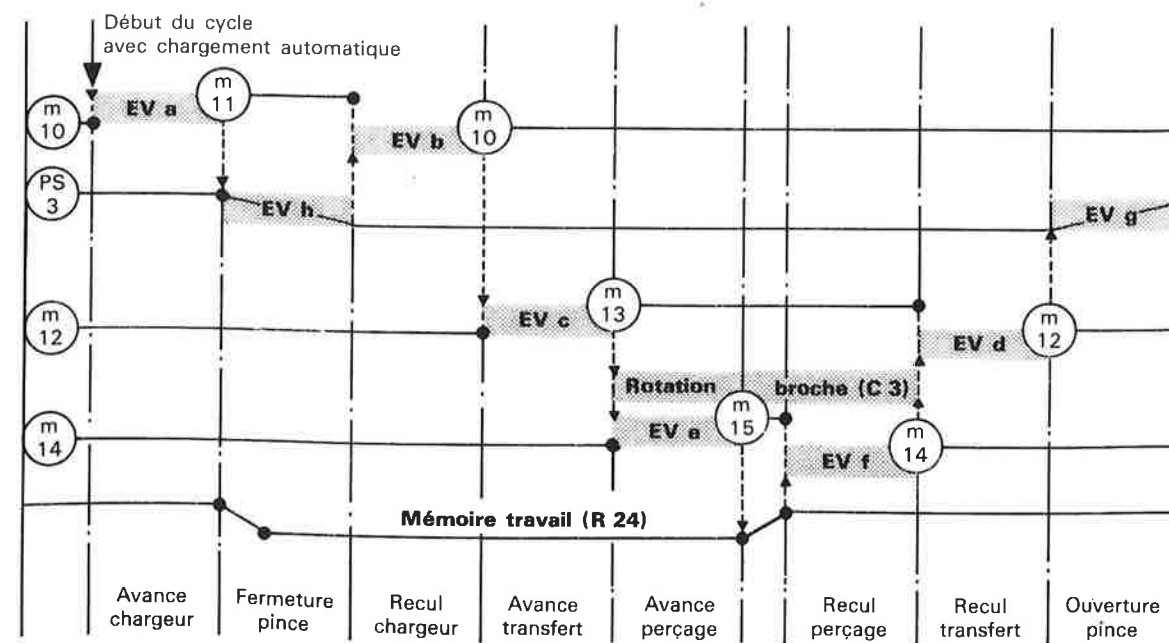 Début du cycle
avec chargement automatique
m
11
EV a
m
10
EV b
m
10
PS
3
EV h
EV g
m
13
EV c
m
12
EV d
m
12
Rotation broche (C 3)
m
15
EV e
m
14
EV f
m
14
Mémoire travail (R 24)
Avance
chargeur
Fermeture
pince
Recul
chargeur
Avance
transfert
Avance
perçage
Recul
perçage
Recul
transfert
Ouverture
pince